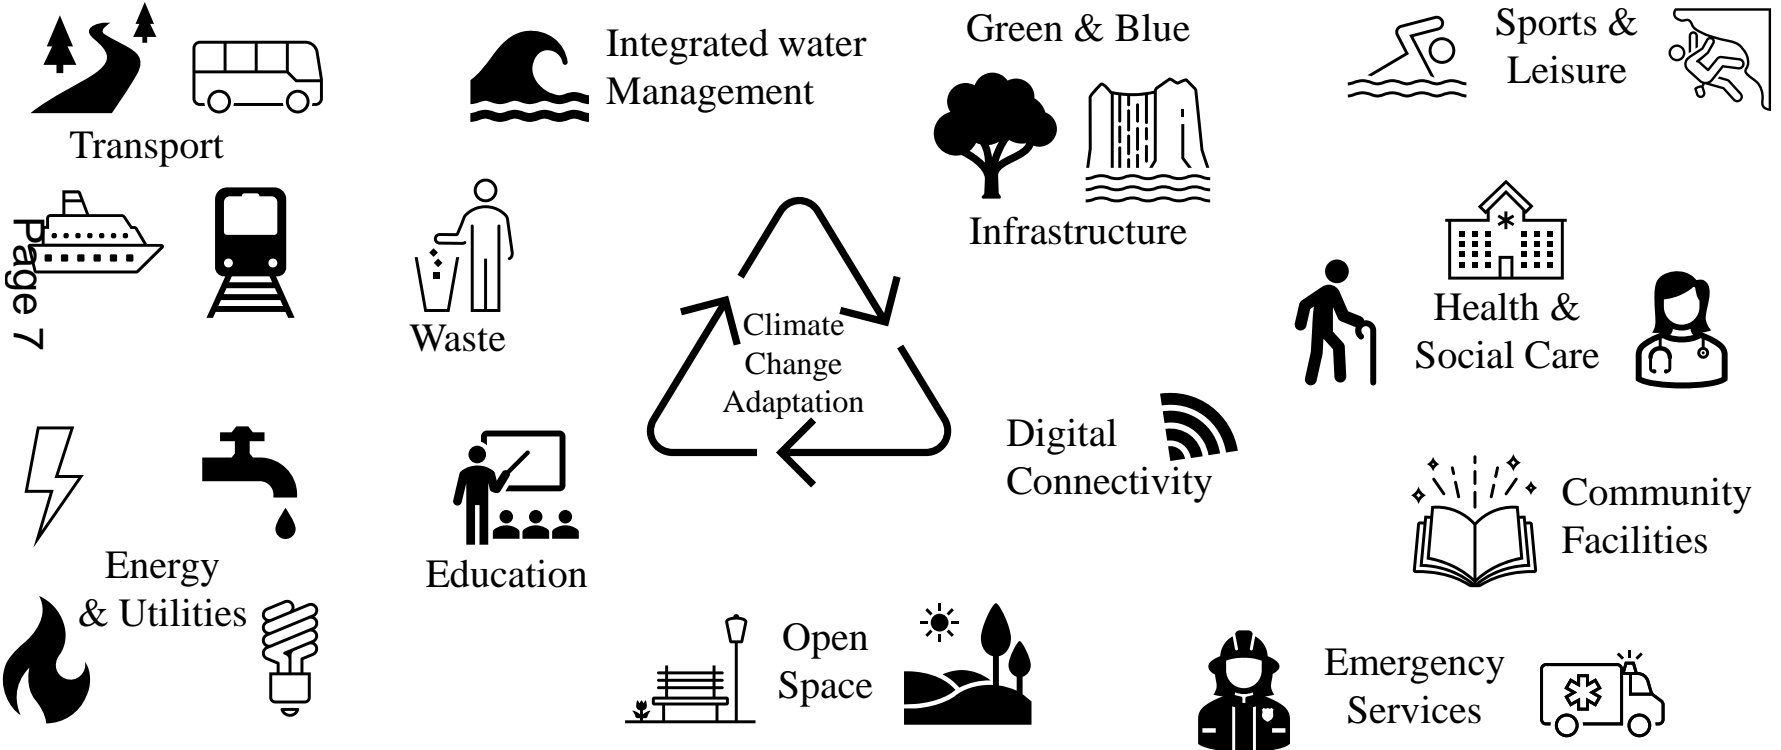 Transport
Integrated water
Management
Green & Blue
Infrastructure
Sports &
Leisure
Page 7
Waste
Climate
Change
Adaptation
Health &
Social Care
Digital
Connectivity
Energy
& Utilities
Education
Community
Facilities
Open
Space
Emergency
Services